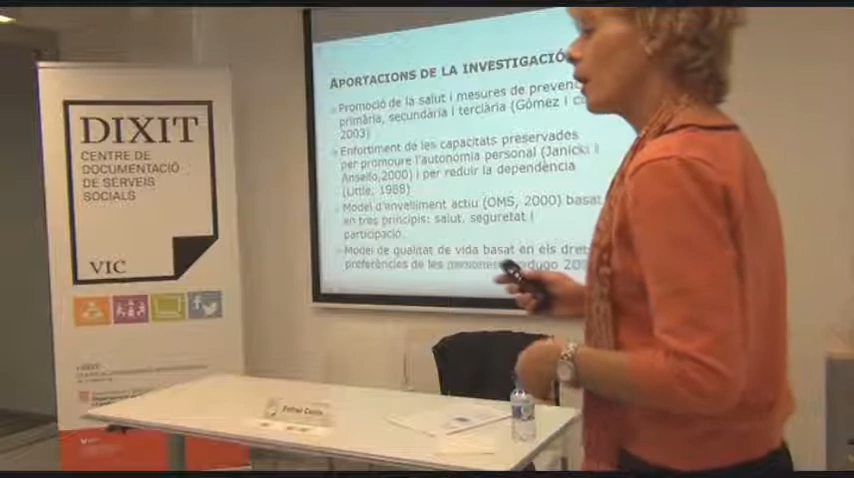 DIXIT
CENTRE DE
DOCUMENTACIÓ
DE SERVEIS
SOCIALS
VIC
APORTACIONS DE LA INVESTIGACIÓ
Promoció de la salut i mesures de
primària, secundària i terciària (Gómez i
2003)
Enfortiment de les capacitats preservades
per promoure l'autonomia personal (Janicki i
Ansello, 2000) i per reduir la dependència
(Little, 1988)
Model d'envelliment actiu (OMS, 2000) basat
en tres principis: salut, seguretat i
participació.
Model de qualitat de vida basat en els
preferències de les persones